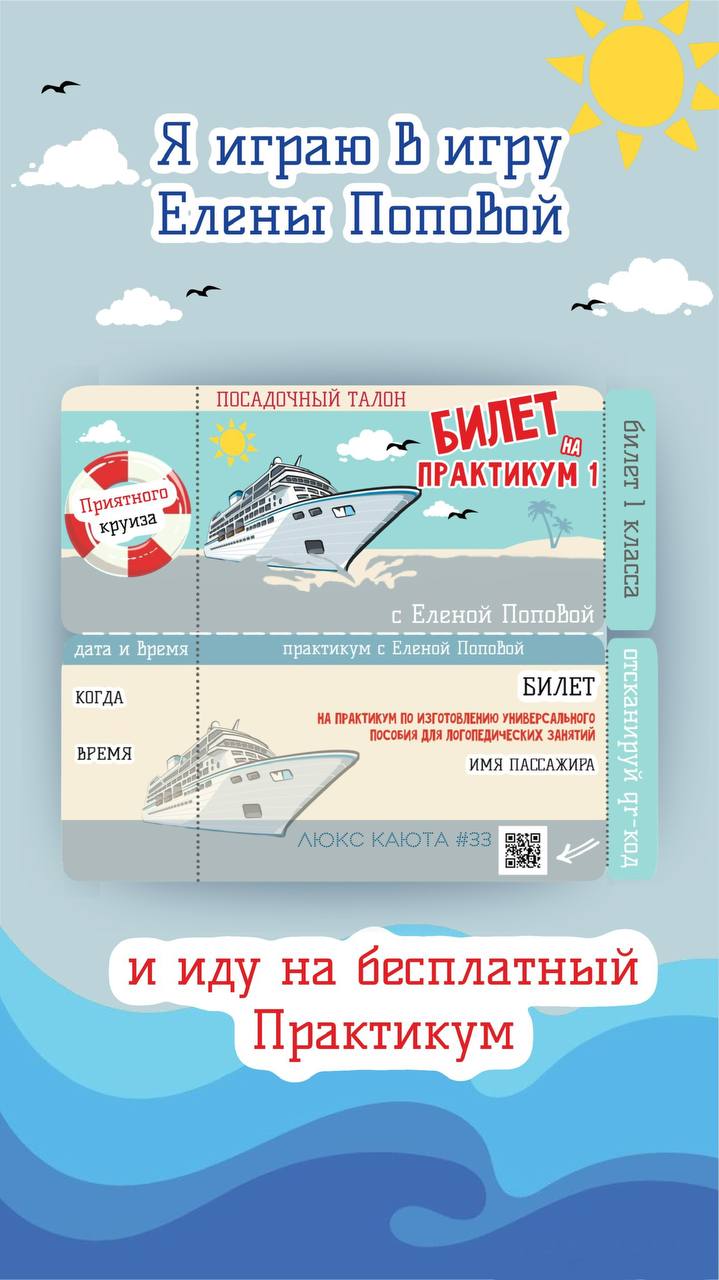 Я играю в игру
Елены Поповой
ПОСАДОЧНЫЙ ТАЛОН
БИЛЕТ
НА
ПРАКТИКУМ 1
Приятного
круиза
билет 1 класса
с Еленой Поповой
дата и время
практикум с Еленой Поповой
КОГДА
ВРЕМЯ
БИЛЕТ
НА ПРАКТИКУМ ПО ИЗГОТОВЛЕНИЮ УНИВЕРСАЛЬНОГО
ПОСОБИЯ ДЛЯ ЛОГОПЕДИЧЕСКИХ ЗАНЯТИЙ
ИМЯ ПАССАЖИРА
ЛЮКС КАЮТА #33
отсканируй qr-код
и иду на бесплатный
Практикум